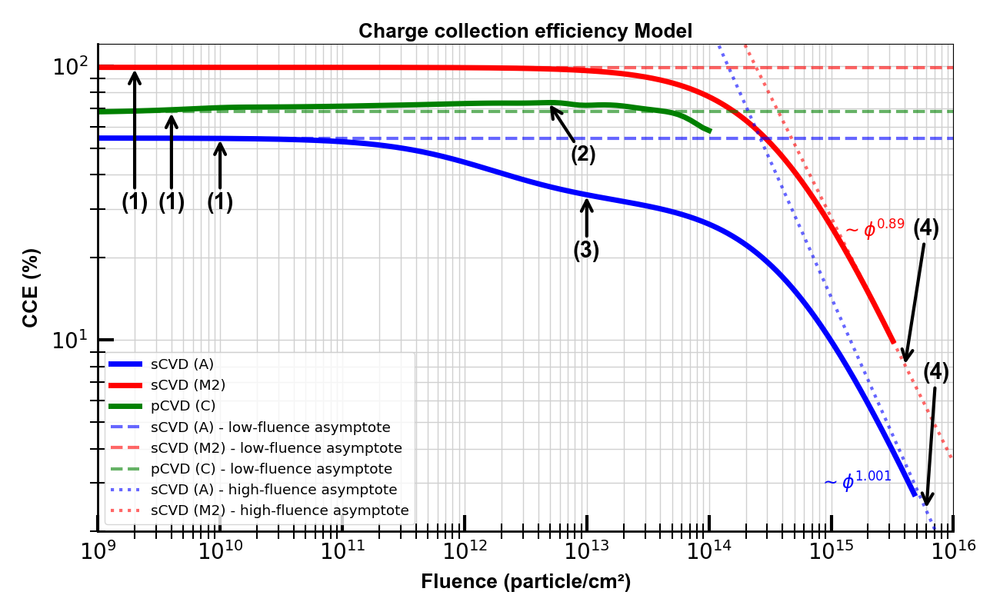 Charge collection efficiency Model
CCE (%)
10²
10¹
(1) (1) (1)
(2)
(3)
(4)
(4)
~ ϕ^0.89
~ ϕ^1.001
sCVD (A)
sCVD (M2)
pCVD (C)
sCVD (A) - low-fluence asymptote
sCVD (M2) - low-fluence asymptote
pCVD (C) - low-fluence asymptote
sCVD (A) - high-fluence asymptote
sCVD (M2) - high-fluence asymptote
10⁹ 10¹⁰ 10¹¹ 10¹² 10¹³ 10¹⁴ 10¹⁵ 10¹⁶
Fluence (particle/cm²)